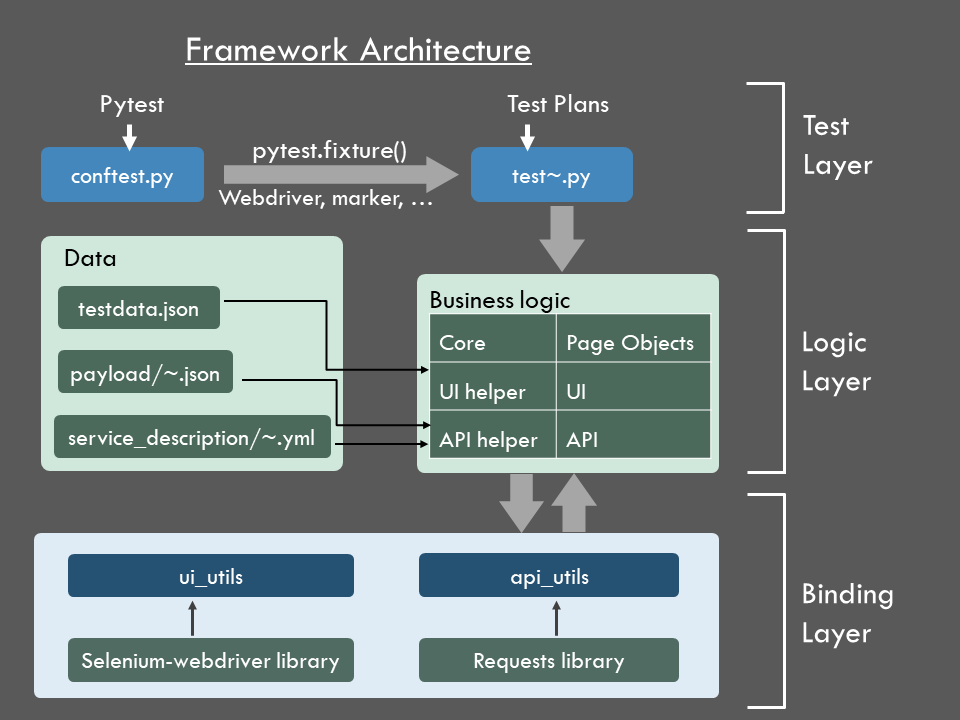 Framework Architecture
Pytest
Test Plans
conftest.py
pytest.fixture()
Webdriver, marker, ...
test~.py
Test
Layer
Data
testdata.json
payload/~.json
service_description/~.yml
Business logic
Core
Page Objects
UI helper
UI
API helper
API
Logic
Layer
ui_utils
api_utils
Selenium-webdriver library
Requests library
Binding
Layer